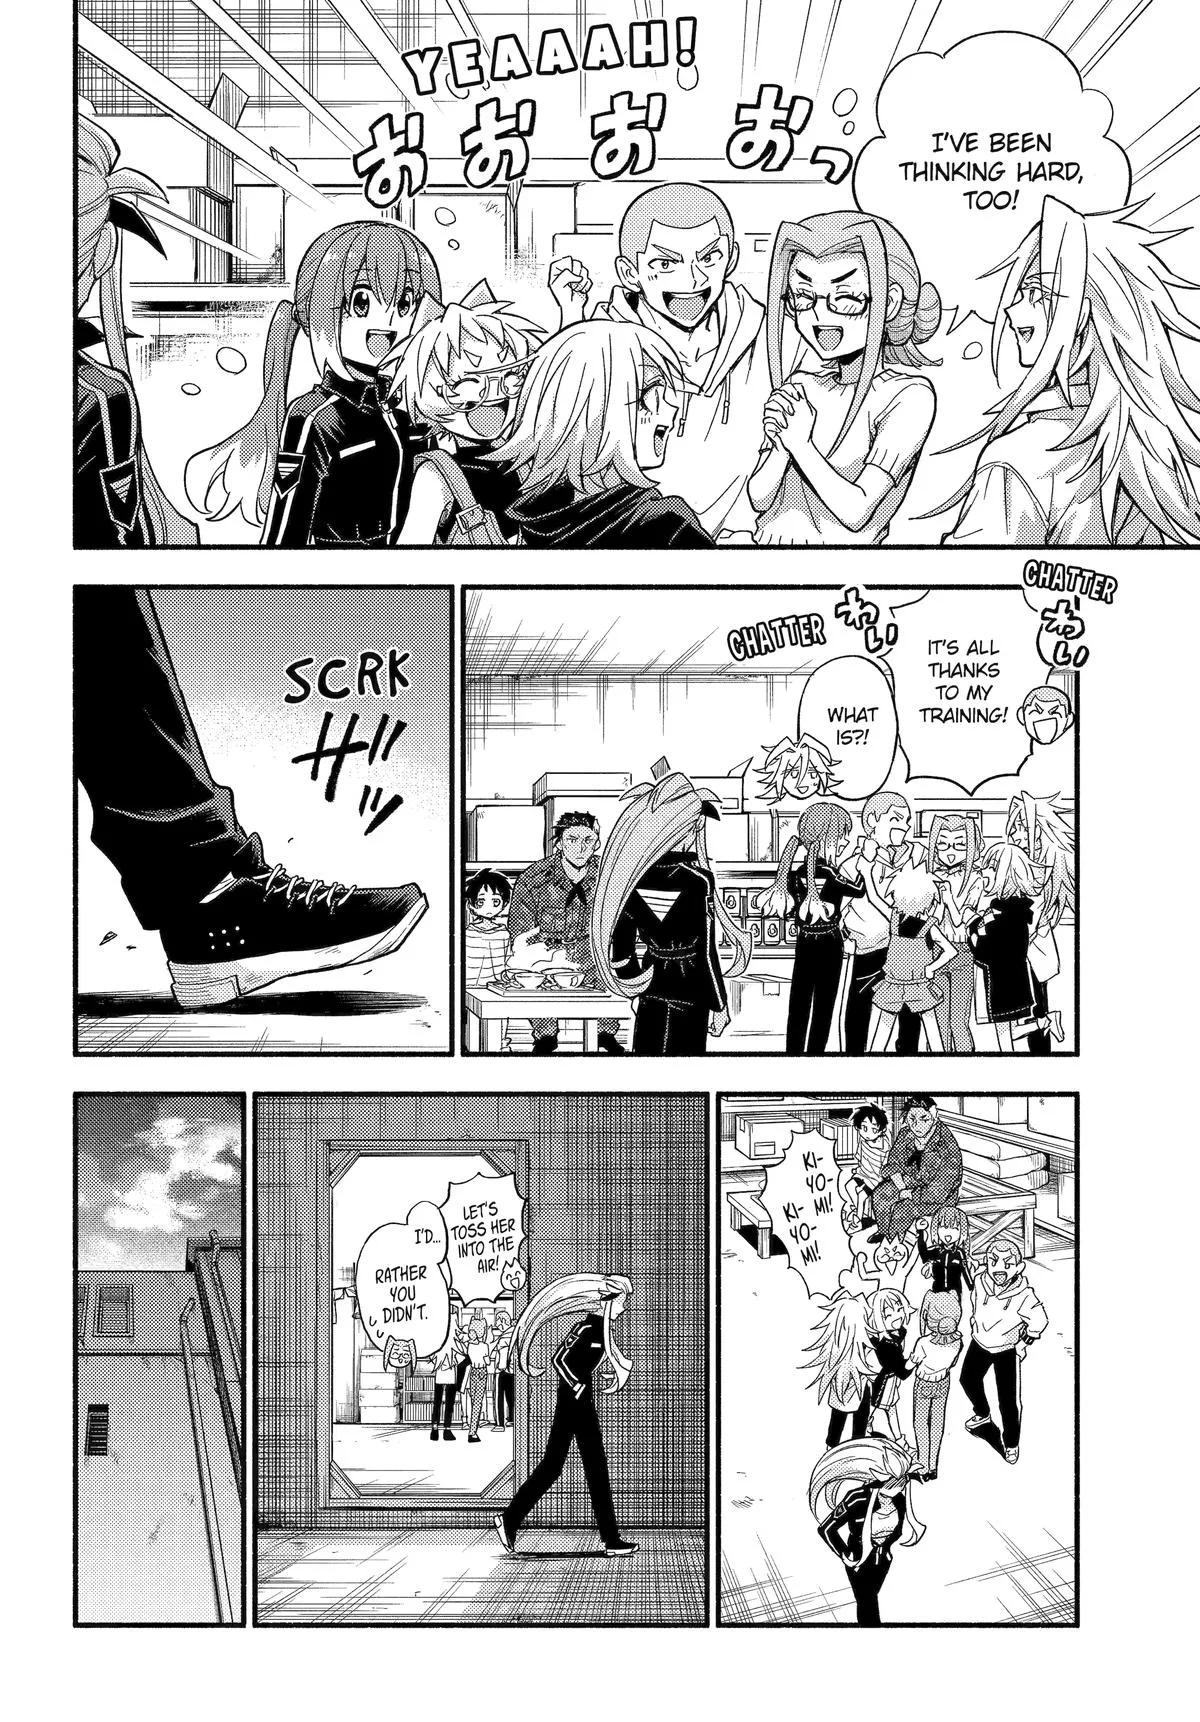 YEAAAH!
おおおおっ
I'VE BEEN
THINKING HARD,
TOO!
CHATTER
わい
IT'S ALL
THANKS
TO MY
TRAINING!
CHATTER
わい
WHAT
IS?!
SCRK
ザッ
KI-
YO-
MI!
KI-
YO-
MI!
LET'S
TOSS HER
INTO THE
AIR!
I'D...
RATHER
YOU
DIDN'T.